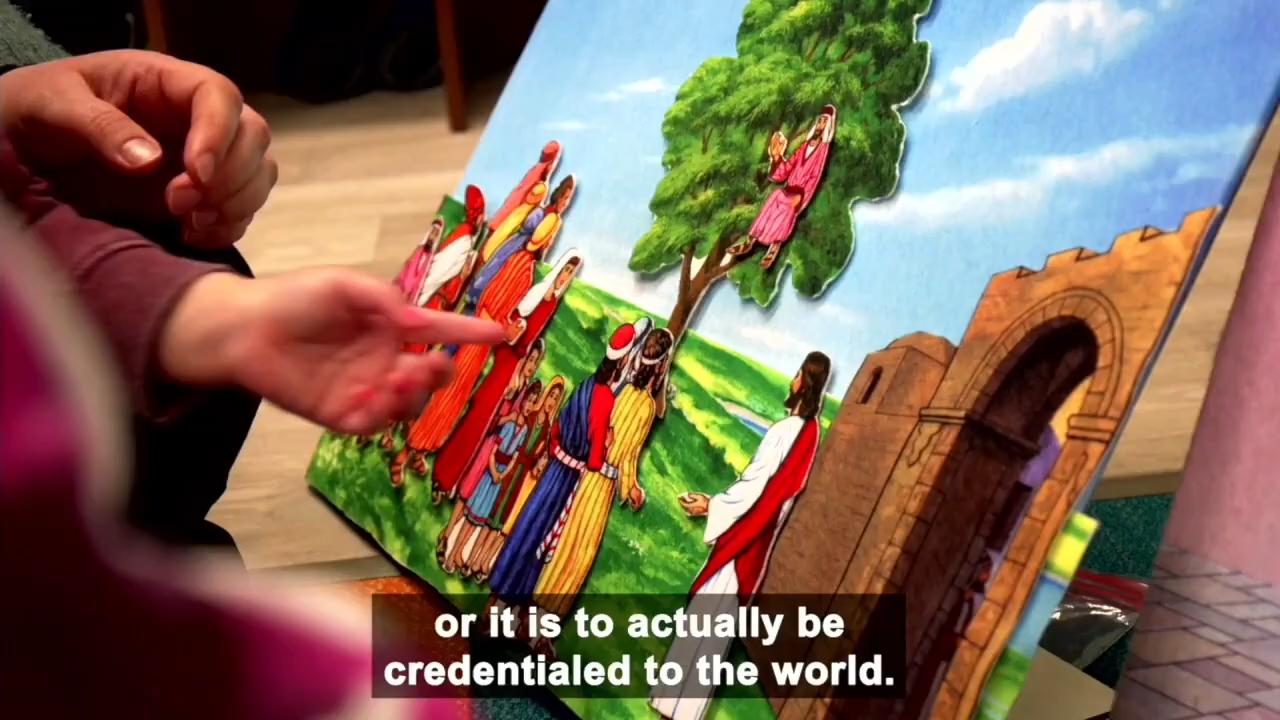 or it is to actually be
credentialed to the world.